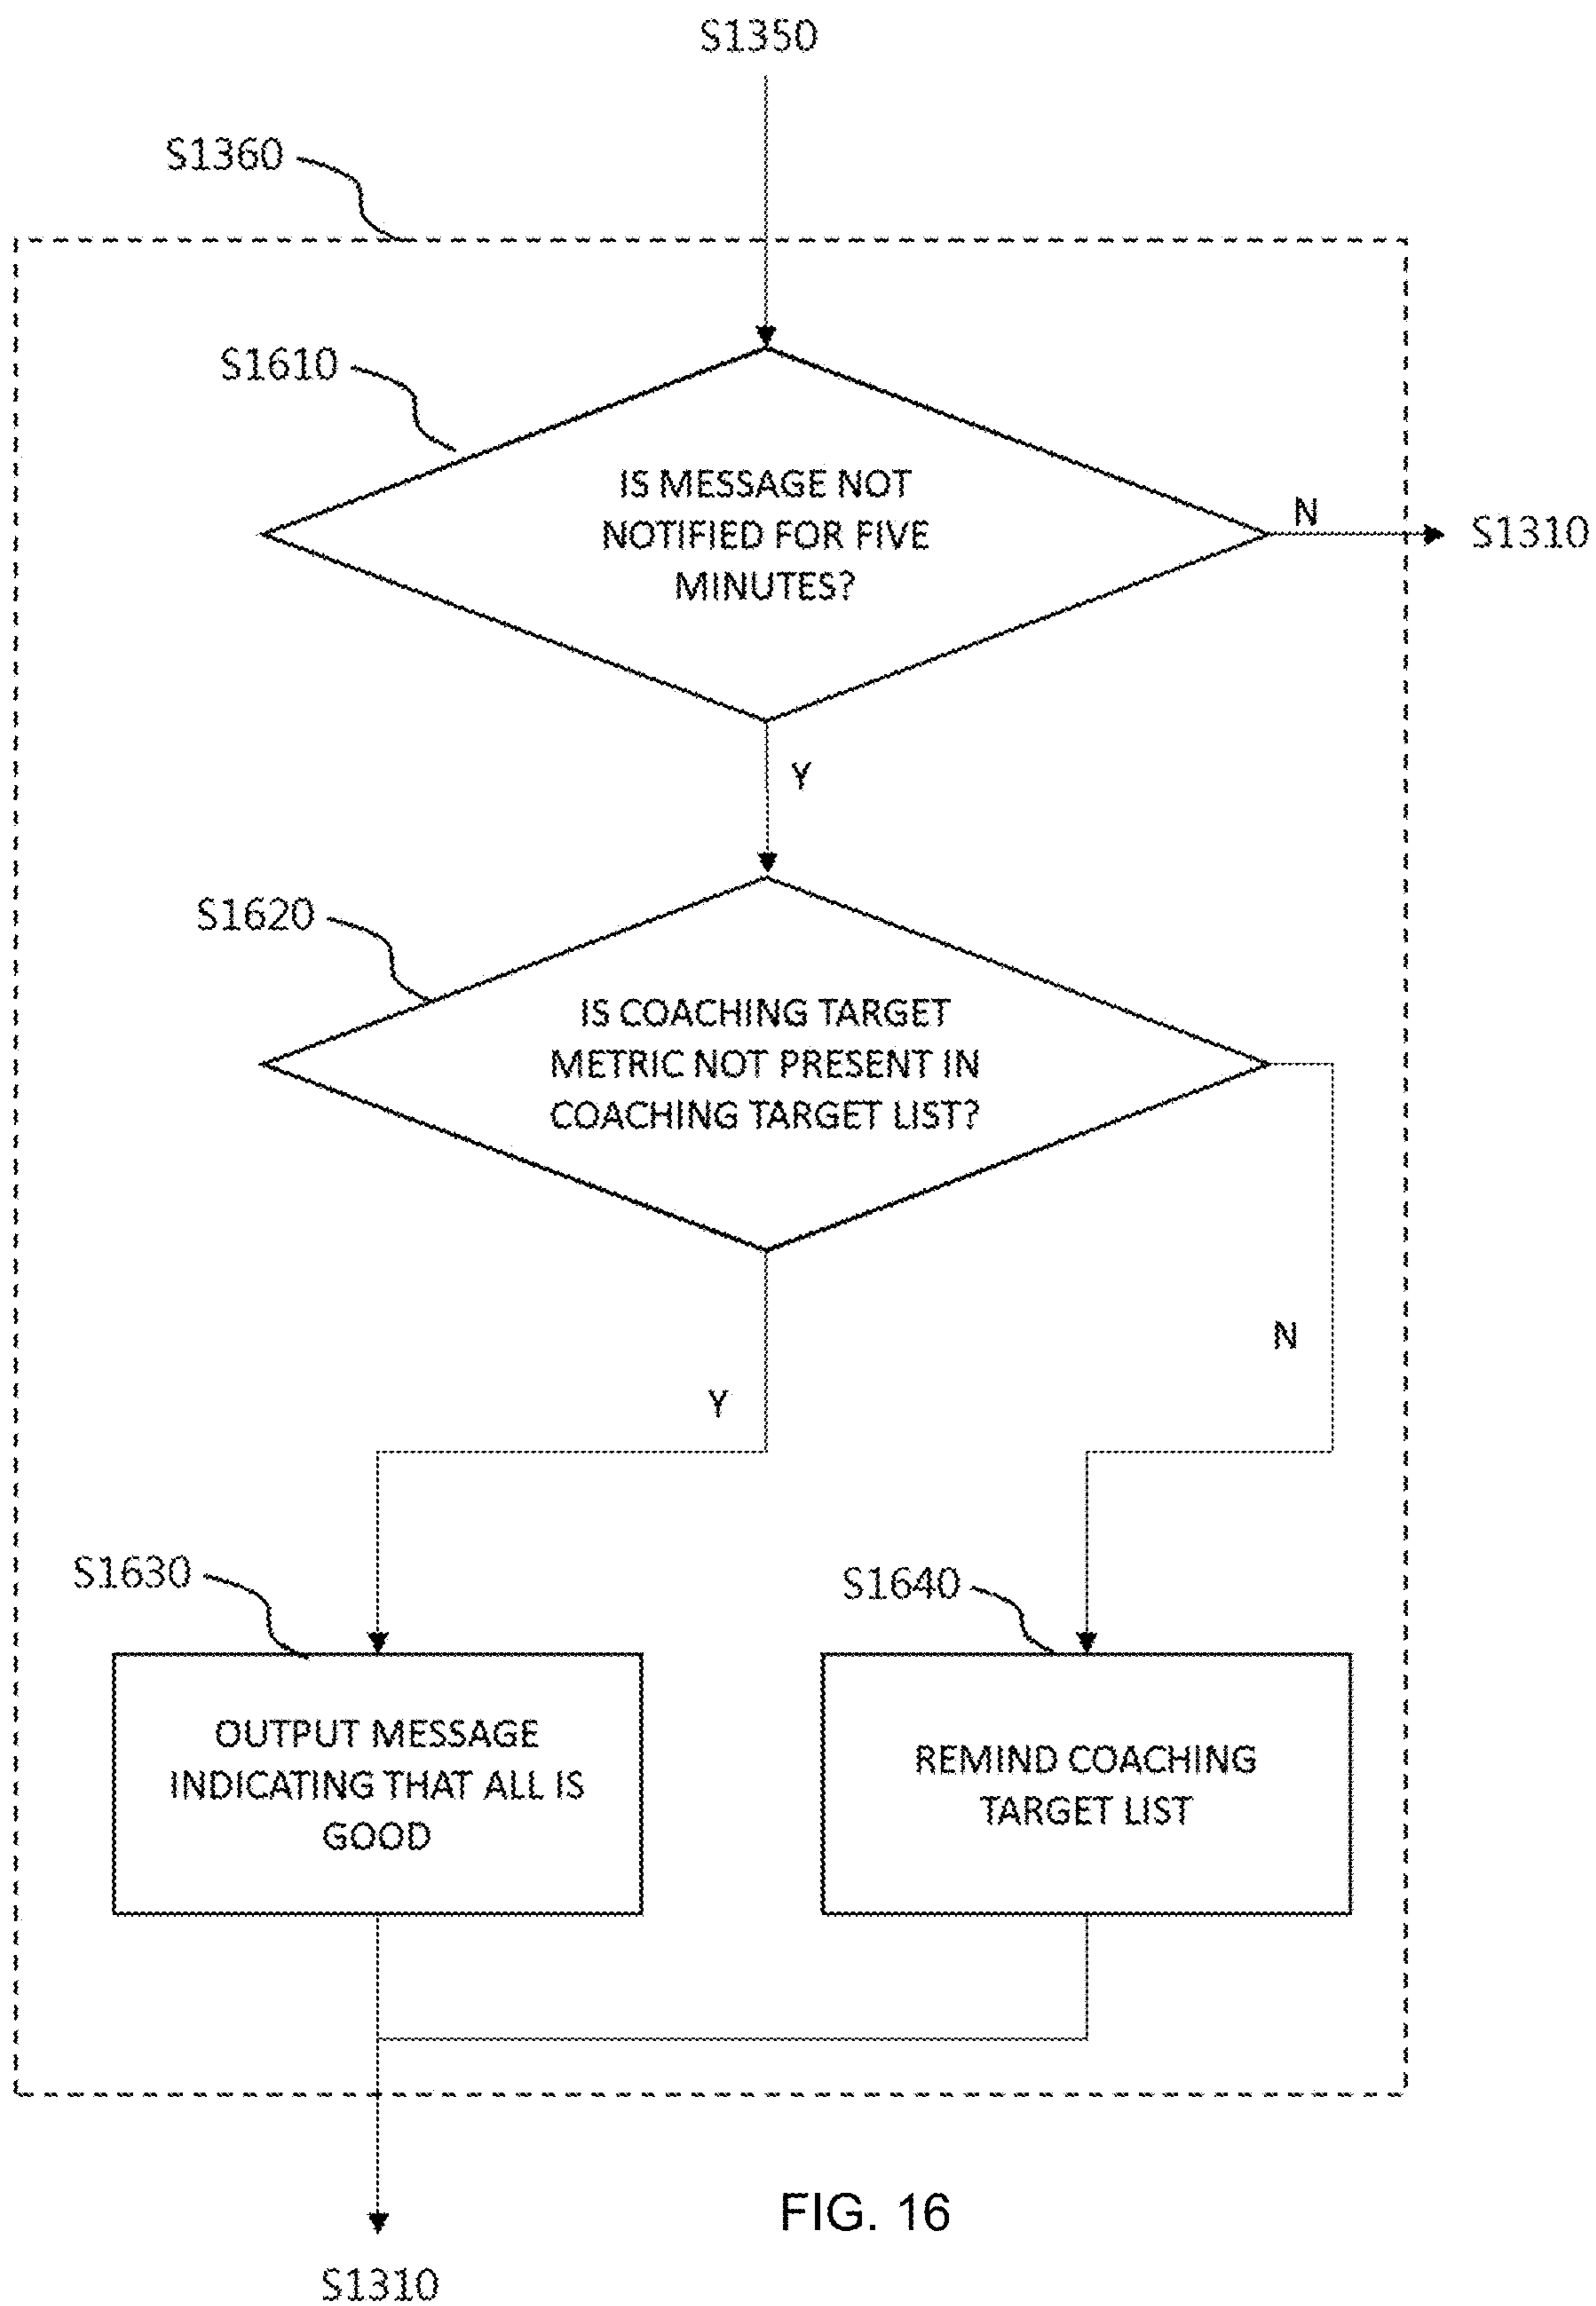 S1350
S1360
S1610
IS MESSAGE NOT
NOTIFIED FOR FIVE
MINUTES?
N
S1310
Y
S1620
IS COACHING TARGET
METRIC NOT PRESENT IN
COACHING TARGET LIST?
N
Y
S1630
S1640
OUTPUT MESSAGE
INDICATING THAT ALL IS
GOOD
REMIND COACHING
TARGET LIST
FIG. 16
S1310